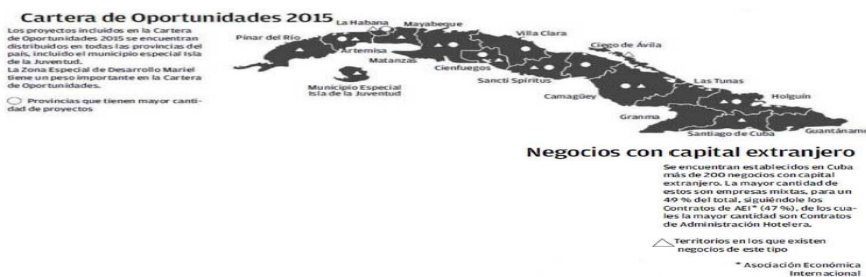 Cartera de Oportunidades 2015
Los proyectos incluidos en la Cartera
de Oportunidades 2015 se encuentran
distribuidos en todas las provincias del
país, incluido el municipio especial Isla
de la Juventud.
La Zona Especial de Desarrollo Mariel
tiene un peso importante en la Cartera
de Oportunidades.
Provincias que tienen mayor canti-
dad de proyectos
La Habana
Mayabeque
Pinar del Río
Artemisa
Matanzas
Villa Clara
Cienfuegos
Ciego de Ávila
Sancti Spíritus
Municipio Especial
Isla de la Juventud
Camagüey
Las Tunas
Holguín
Granma
Santiago de Cuba
Guantánamo
Negocios con capital extranjero
Se encuentran establecidos en Cuba
más de 200 negocios con capital
extranjero. La mayor cantidad de
estos son empresas mixtas, para un
49 % del total, siguiéndole los
Contratos de AEI* (47 %), de los cua-
les la mayor cantidad son Contratos
de Administración Hotelera.
Territorios en los que existen
negocios de este tipo
* Asociación Económica
Internacional